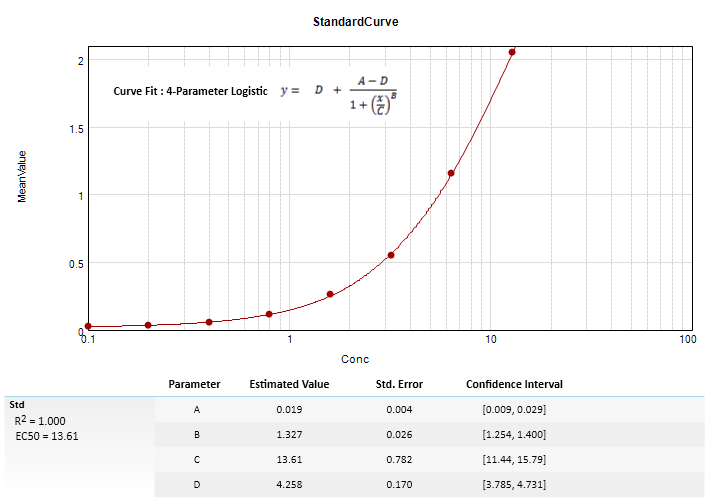 StandardCurve
Curve Fit : 4-Parameter Logistic y = D + A − D / 1 + (x/C)^B
MeanValue
2
1.5
1
0.5
0
0.1 1 10 100
Conc
Parameter Estimated Value Std. Error Confidence Interval
Std
R2 = 1.000
EC50 = 13.61
A 0.019 0.004 [0.009, 0.029]
B 1.327 0.026 [1.254, 1.400]
C 13.61 0.782 [11.44, 15.79]
D 4.258 0.170 [3.785, 4.731]